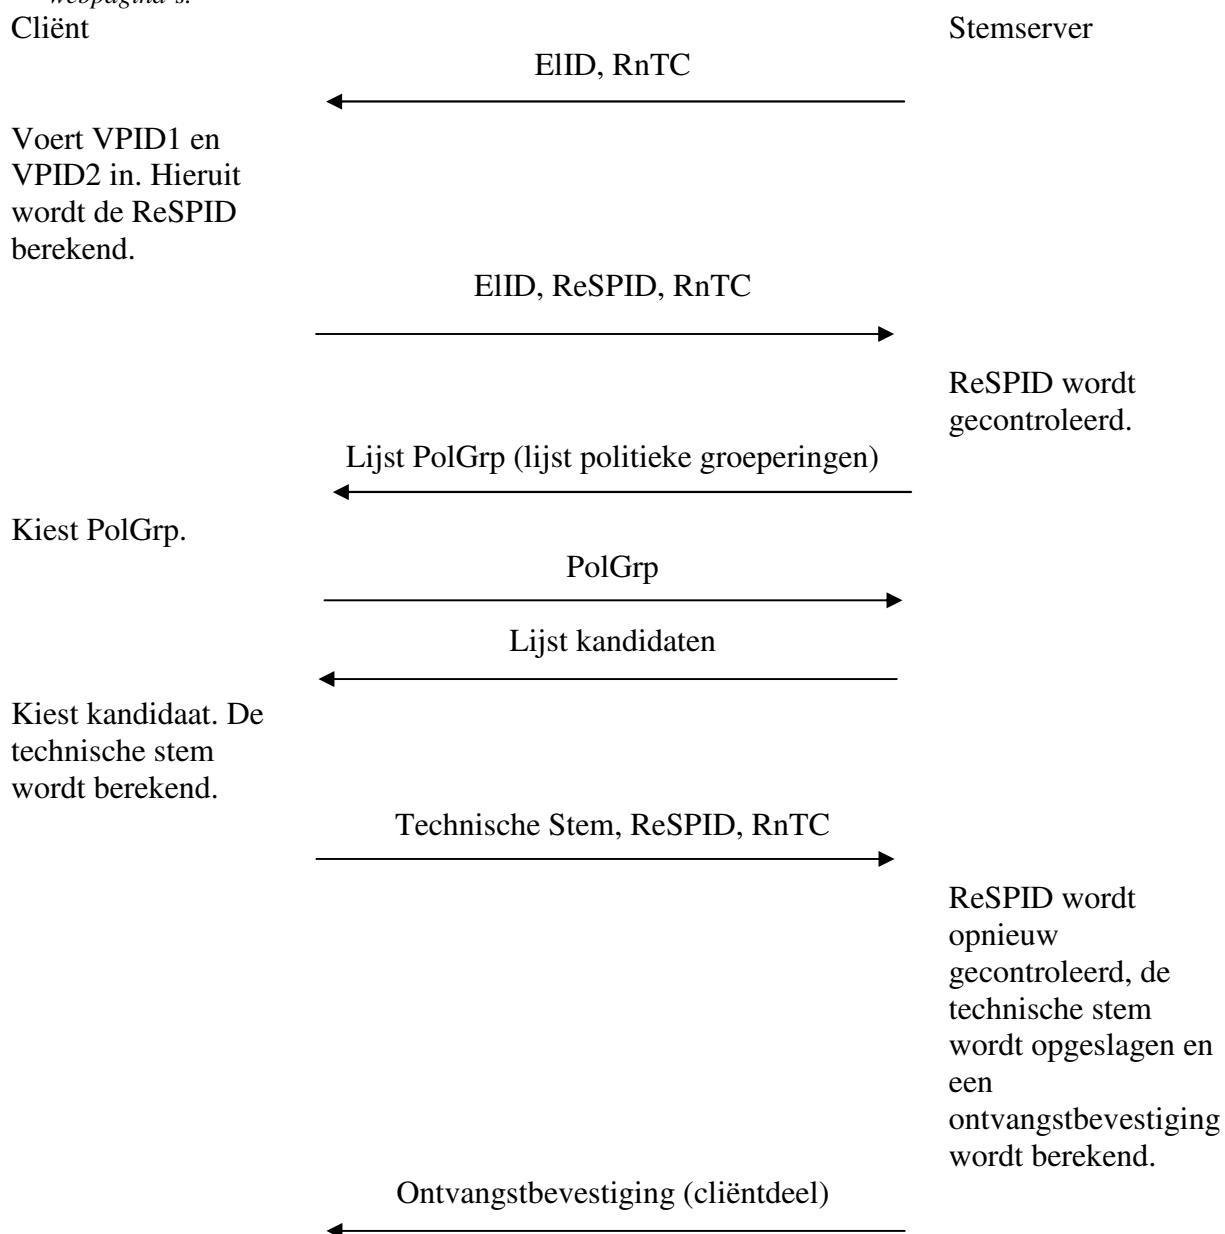 webpagina's.
Cliënt
Stemserver
ElID, RnTC
Voert VPID1 en
VPID2 in. Hieruit
wordt de ReSPID
berekend.
ElID, ReSPID, RnTC
ReSPID wordt
gecontroleerd.
Lijst PolGrp (lijst politieke groeperingen)
Kiest PolGrp.
PolGrp
Lijst kandidaten
Kiest kandidaat. De
technische stem
wordt berekend.
Technische Stem, ReSPID, RnTC
ReSPID wordt
opnieuw
gecontroleerd, de
technische stem
wordt opgeslagen en
een
ontvangstbevestiging
wordt berekend.
Ontvangstbevestiging (cliëntdeel)